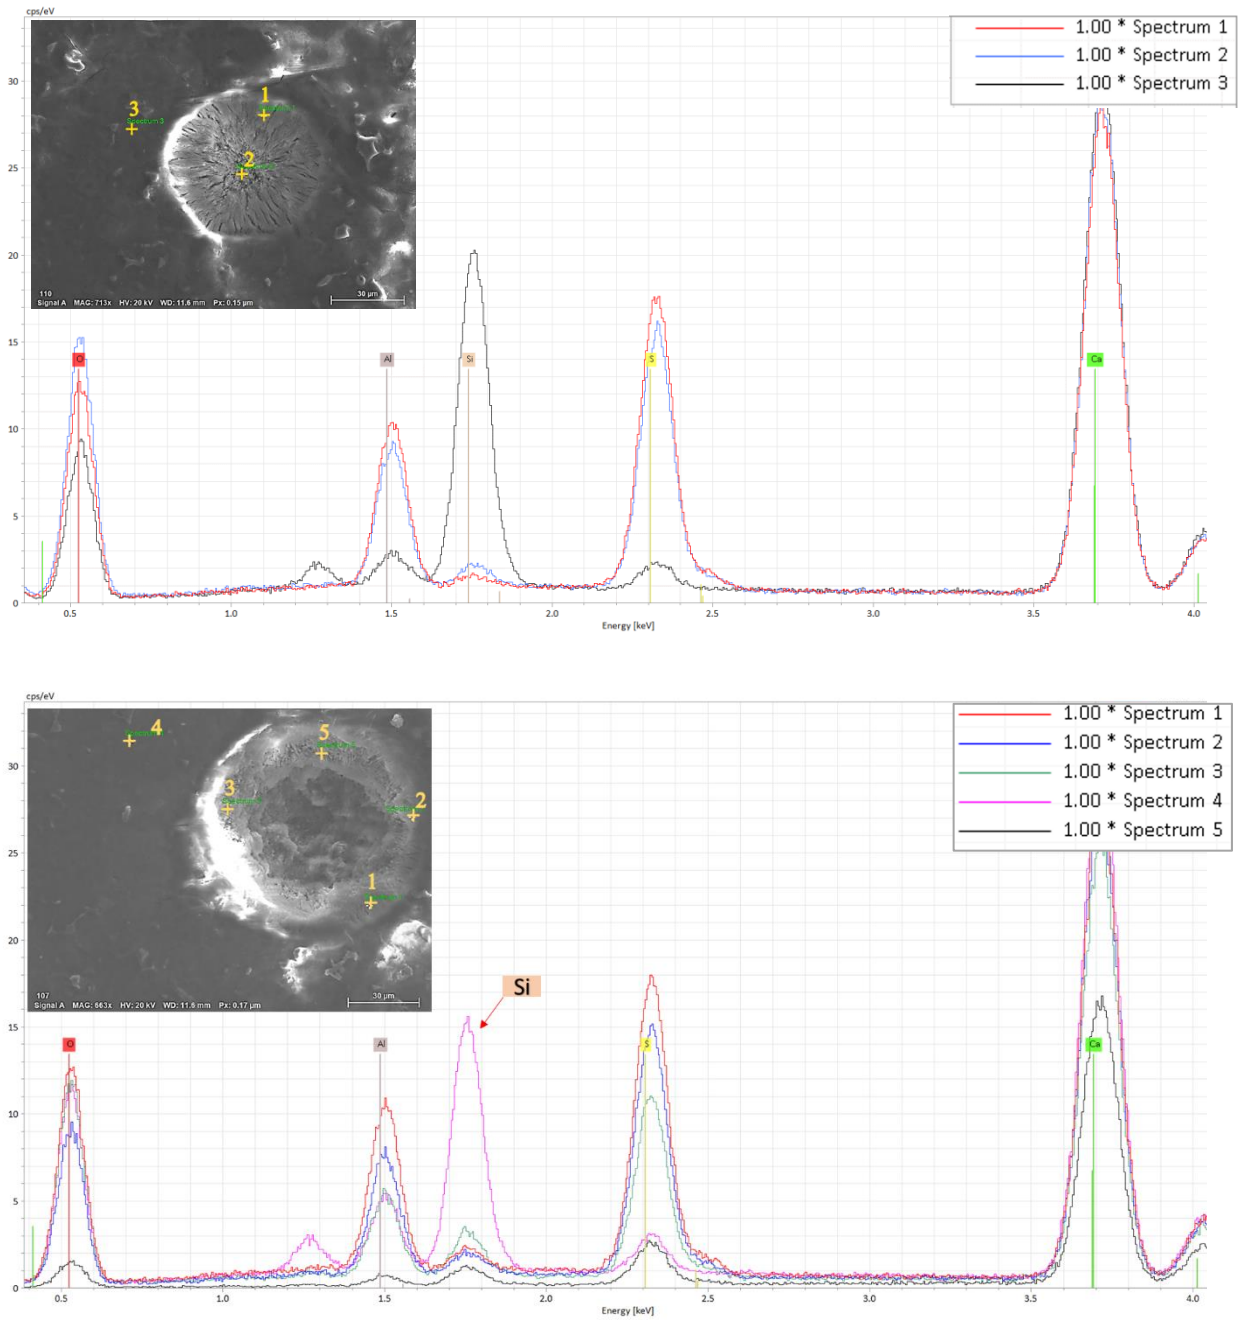 cps/eV
1.00 * Spectrum 1
1.00 * Spectrum 2
1.00 * Spectrum 3
30
25
20
15
10
5
0
1
3
Spectrum 3
2
110
Signal A MAG: 713x HV: 20 kV WD: 11.6 mm Px: 0.15 µm
30 µm
O
Al
Si
S
Ca
0.5
1.0
1.5
2.0
2.5
3.0
3.5
4.0
Energy [keV]
cps/eV
1.00 * Spectrum 1
1.00 * Spectrum 2
1.00 * Spectrum 3
1.00 * Spectrum 4
1.00 * Spectrum 5
30
25
20
15
10
5
0
4
5
3
2
1
107
Signal A MAG: 663x HV: 20 kV WD: 11.6 mm Px: 0.17 µm
30 µm
Si
O
Al
S
Ca
0.5
1.0
1.5
2.0
2.5
3.0
3.5
4.0
Energy [keV]